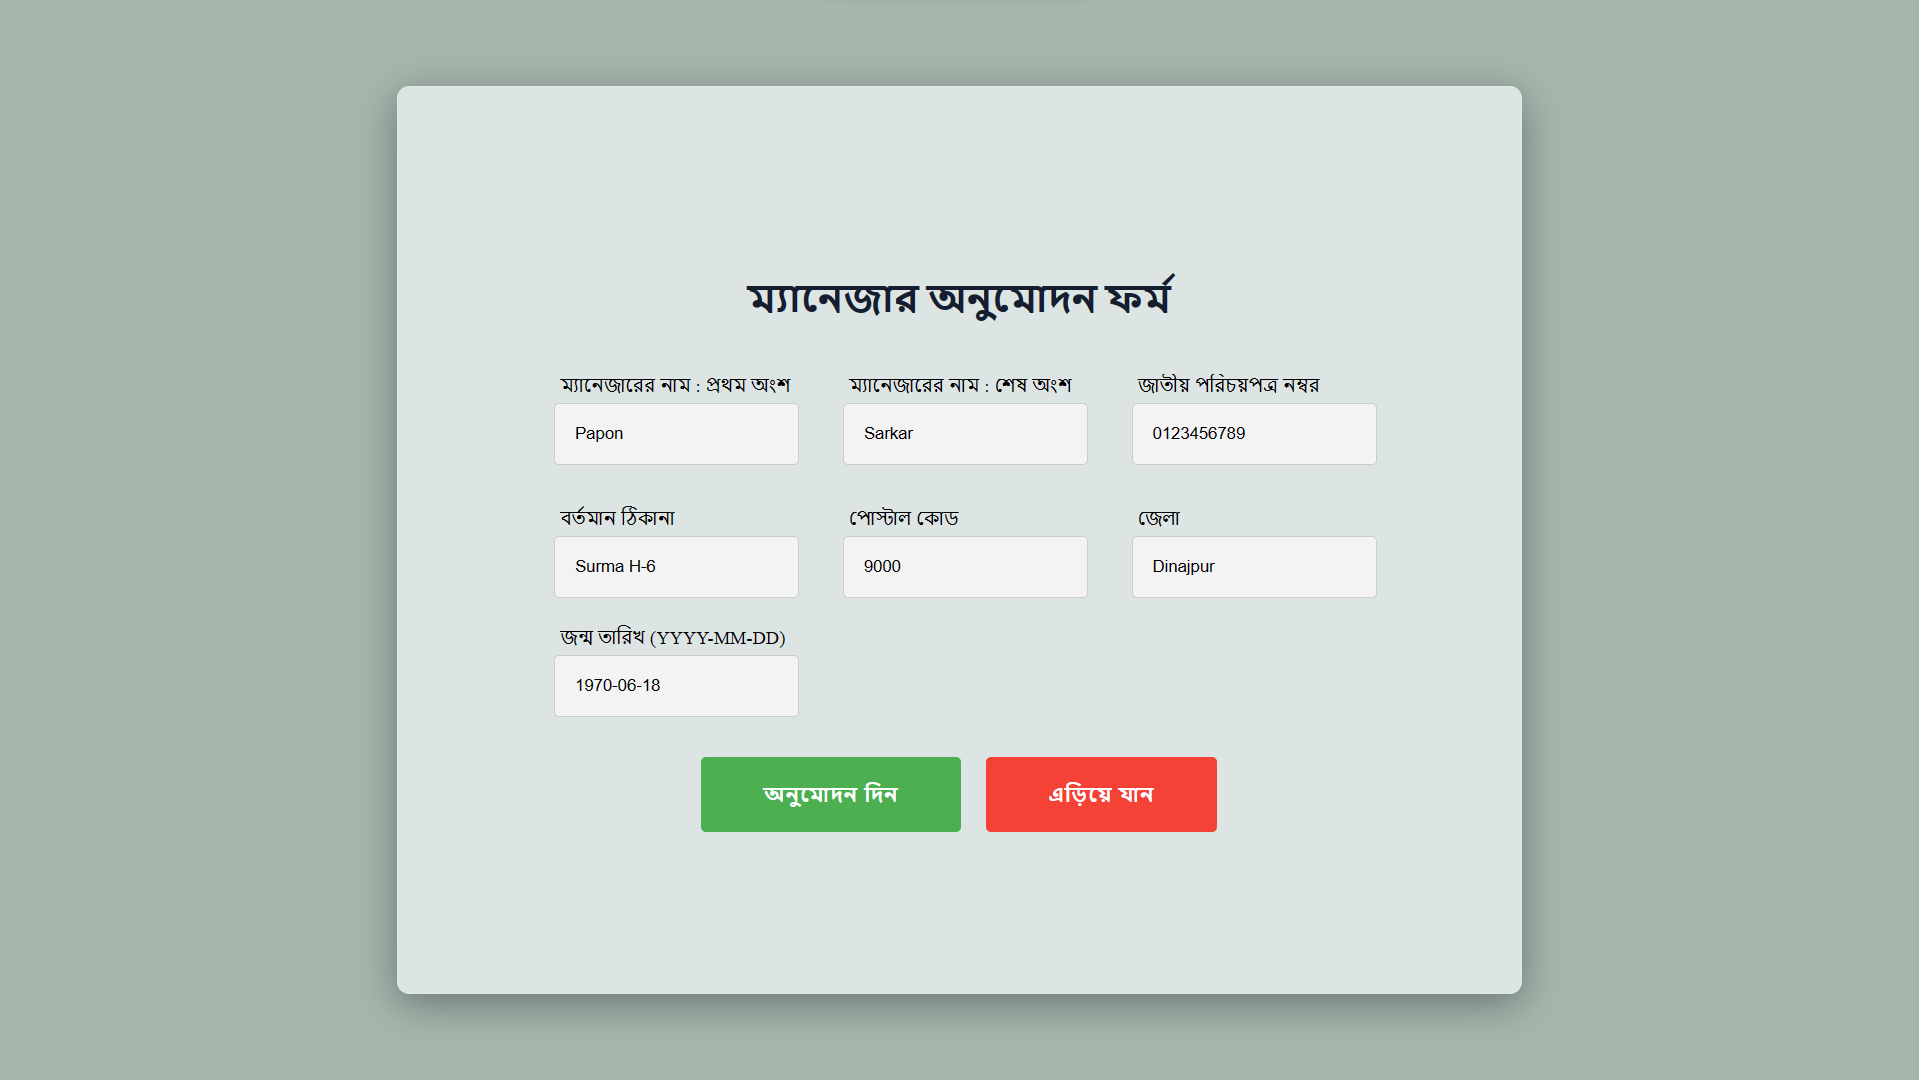 ম্যানেজার অনুমোদন ফর্ম
ম্যানেজারের নাম : প্রথম অংশ
ম্যানেজারের নাম : শেষ অংশ
জাতীয় পরিচয়পত্র নম্বর
Papon
Sarkar
0123456789
বর্তমান ঠিকানা
পোস্টাল কোড
জেলা
Surma H-6
9000
Dinajpur
জন্ম তারিখ (YYYY-MM-DD)
1970-06-18
অনুমোদন দিন
এড়িয়ে যান